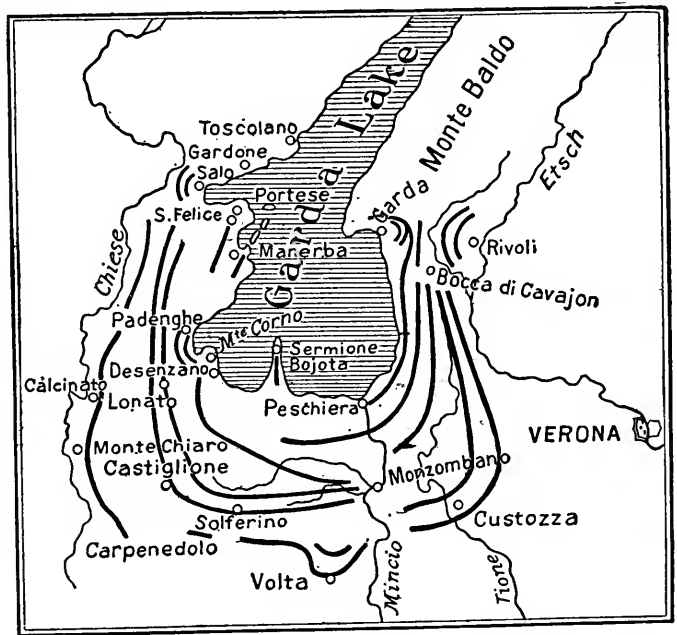 Toscolano
Gardone
Salo
Portese
S. Felice
Manerba
Garda Lake
Monte Baldo
Garda
Etsch
Rivoli
Bocca di Cavajon
Chiese
Padenghe
Mte Corno
Sermione
Bojota
Desenzano
Calcinato
Lonato
Peschiera
VERONA
Monte Chiaro
Castiglione
Monzombano
Solferino
Custozza
Carpenedolo
Volta
Mincio
Tione